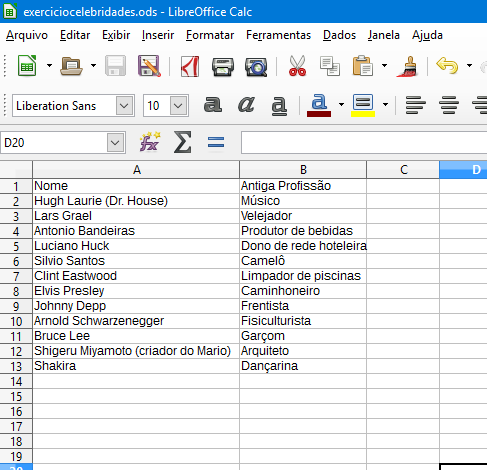 exerciciocelebridades.ods - LibreOffice Calc
Arquivo Editar Exibir Inserir Formatar Ferramentas Dados Janela Ajuda
Liberation Sans 10 a a a a
D20
A B C D
1 Nome Antiga Profissão
2 Hugh Laurie (Dr. House) Músico
3 Lars Grael Velejador
4 Antonio Bandeiras Produtor de bebidas
5 Luciano Huck Dono de rede hoteleira
6 Silvio Santos Camelô
7 Clint Eastwood Limpador de piscinas
8 Elvis Presley Caminhoneiro
9 Johnny Depp Frentista
10 Arnold Schwarzenegger Fisiculturista
11 Bruce Lee Garçom
12 Shigeru Miyamoto (criador do Mario) Arquiteto
13 Shakira Dançarina
14
15
16
17
18
19
20